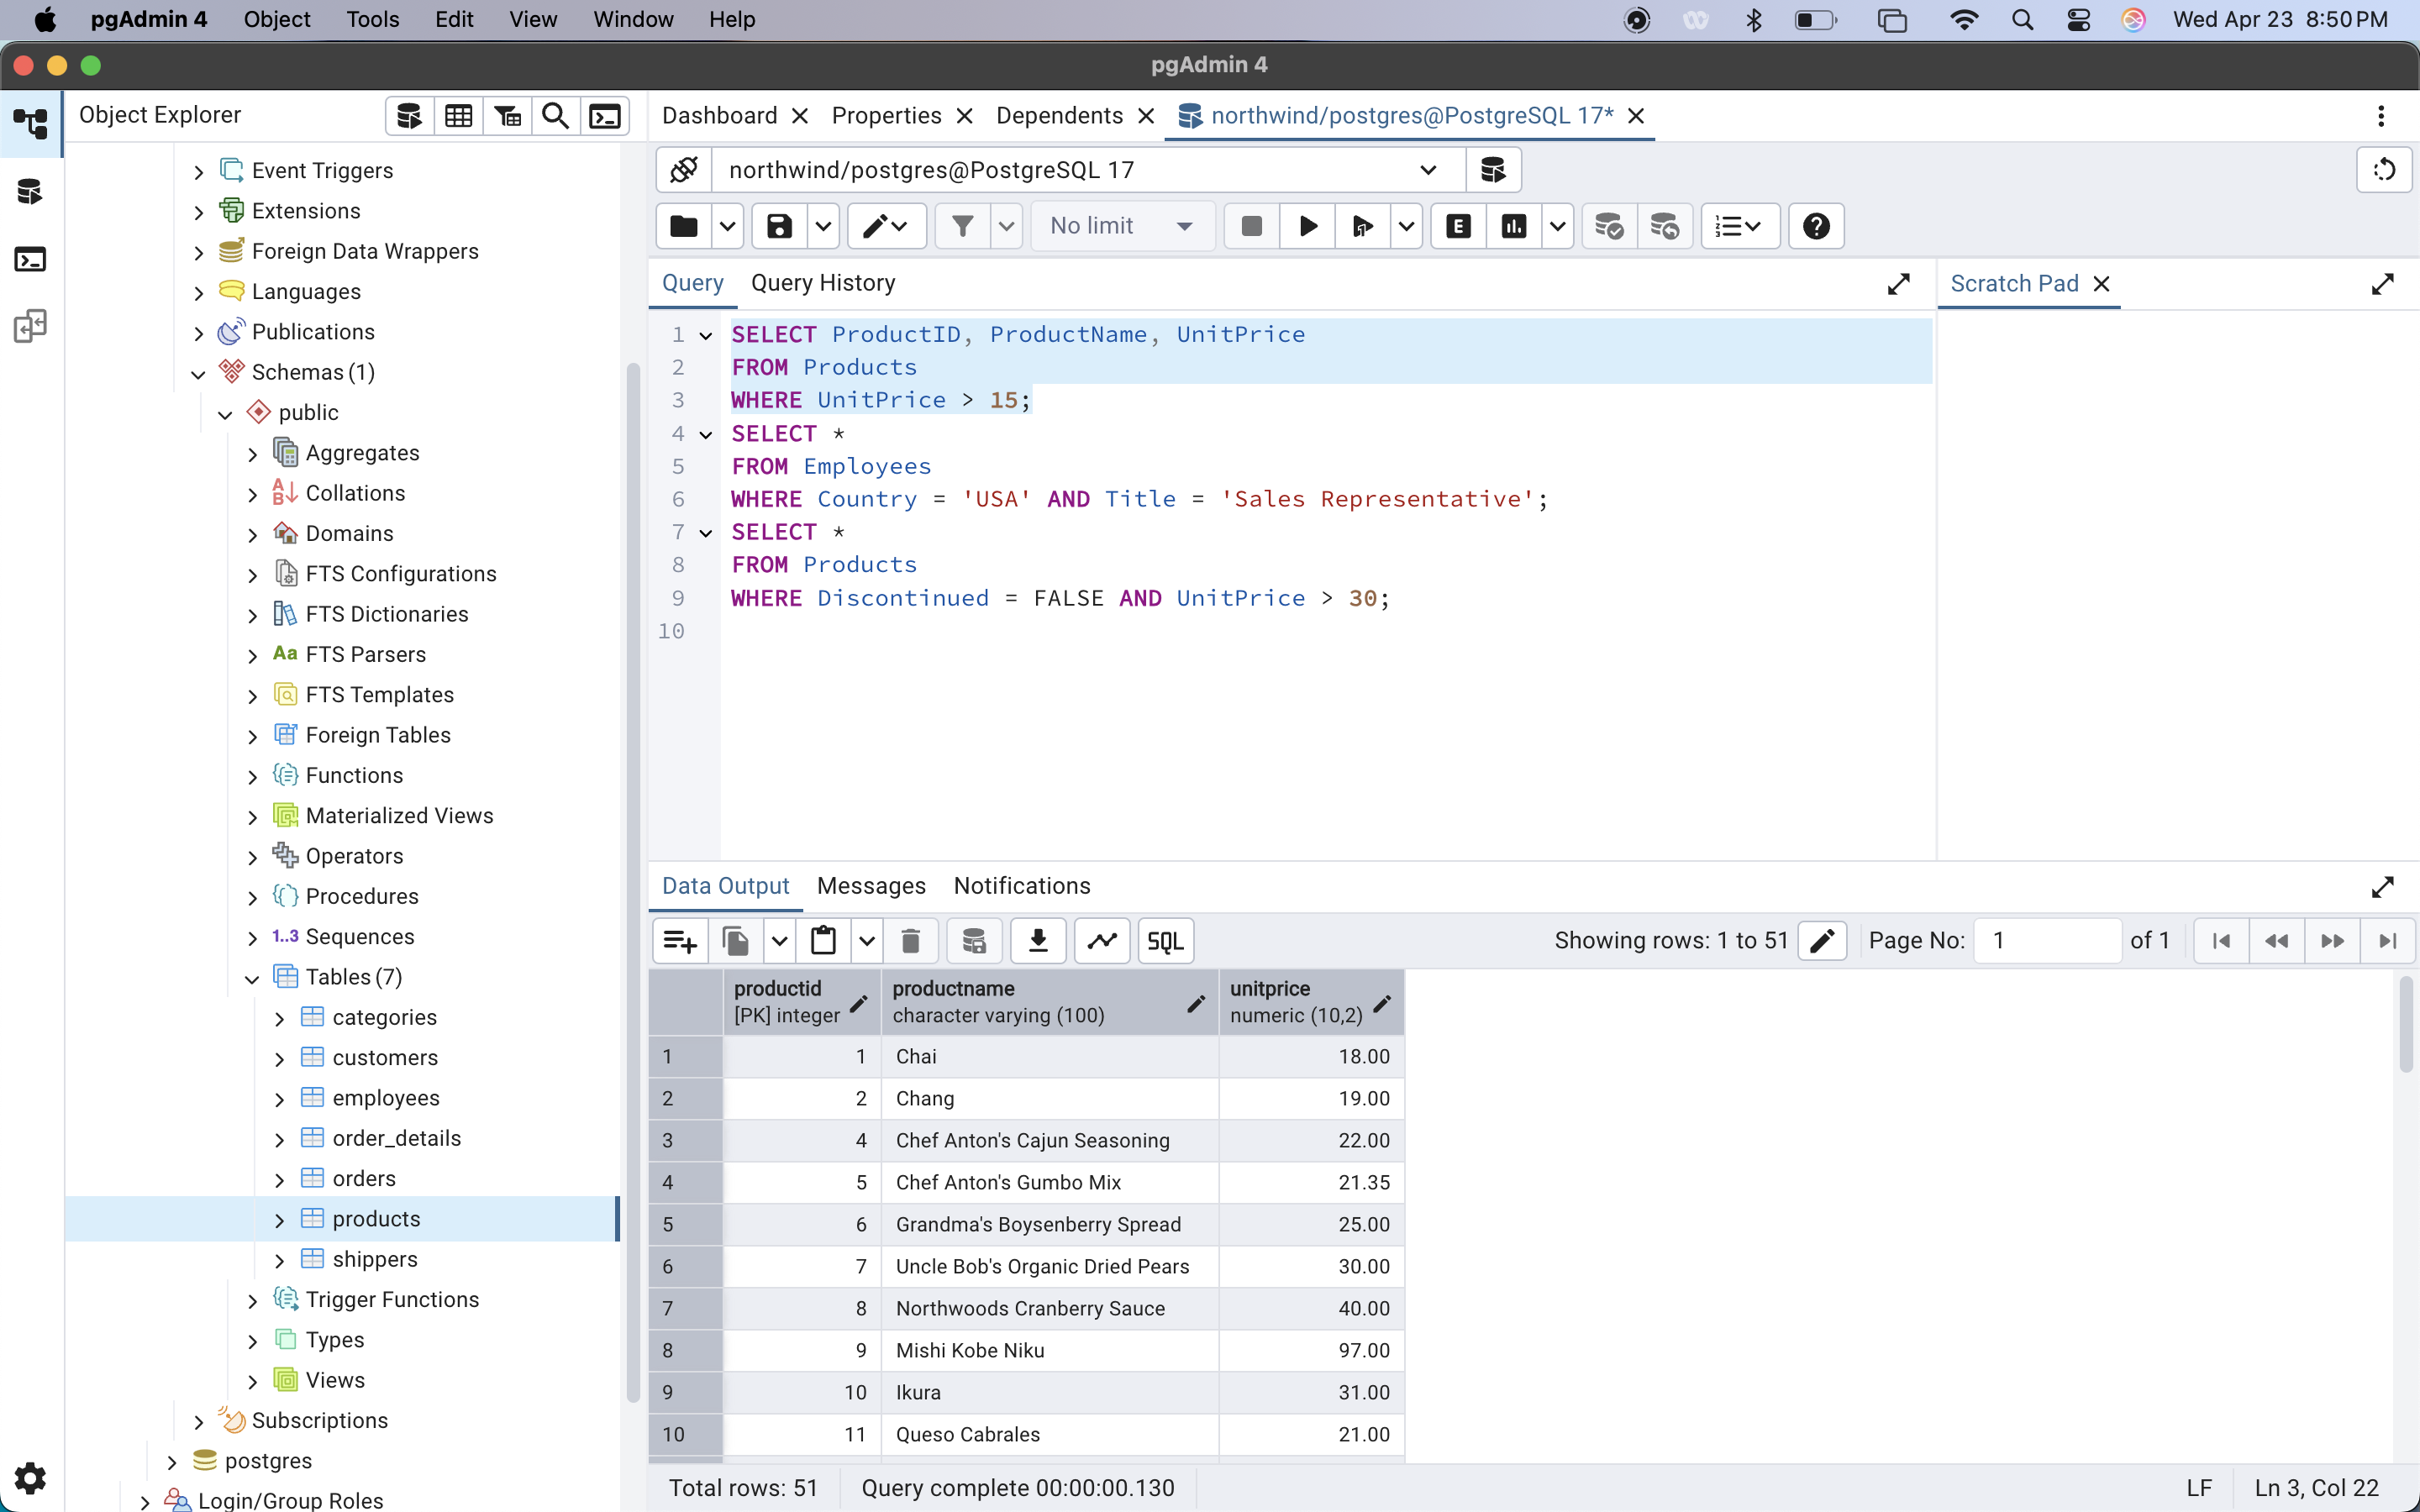 pgAdmin 4 Object Tools Edit View Window Help Wed Apr 23 8:50 PM
pgAdmin 4
Object Explorer
Event Triggers
Extensions
Foreign Data Wrappers
Languages
Publications
Schemas (1)
public
Aggregates
Collations
Domains
FTS Configurations
FTS Dictionaries
Aa FTS Parsers
FTS Templates
Foreign Tables
Functions
Materialized Views
Operators
Procedures
1..3 Sequences
Tables (7)
categories
customers
employees
order_details
orders
products
shippers
Trigger Functions
Types
Views
Subscriptions
postgres
Login/Group Roles
Dashboard Properties Dependents northwind/postgres@PostgreSQL 17*
northwind/postgres@PostgreSQL 17
No limit E
Query Query History
1 SELECT ProductID, ProductName, UnitPrice
2 FROM Products
3 WHERE UnitPrice > 15;
4 SELECT *
5 FROM Employees
6 WHERE Country = 'USA' AND Title = 'Sales Representative';
7 SELECT *
8 FROM Products
9 WHERE Discontinued = FALSE AND UnitPrice > 30;
10
Scratch Pad
Data Output Messages Notifications
SQL Showing rows: 1 to 51 Page No: 1 of 1
productid productname unitprice
[PK] integer character varying (100) numeric (10,2)
1 1 Chai 18.00
2 2 Chang 19.00
3 4 Chef Anton's Cajun Seasoning 22.00
4 5 Chef Anton's Gumbo Mix 21.35
5 6 Grandma's Boysenberry Spread 25.00
6 7 Uncle Bob's Organic Dried Pears 30.00
7 8 Northwoods Cranberry Sauce 40.00
8 9 Mishi Kobe Niku 97.00
9 10 Ikura 31.00
10 11 Queso Cabrales 21.00
Total rows: 51 Query complete 00:00:00.130 LF Ln 3, Col 22